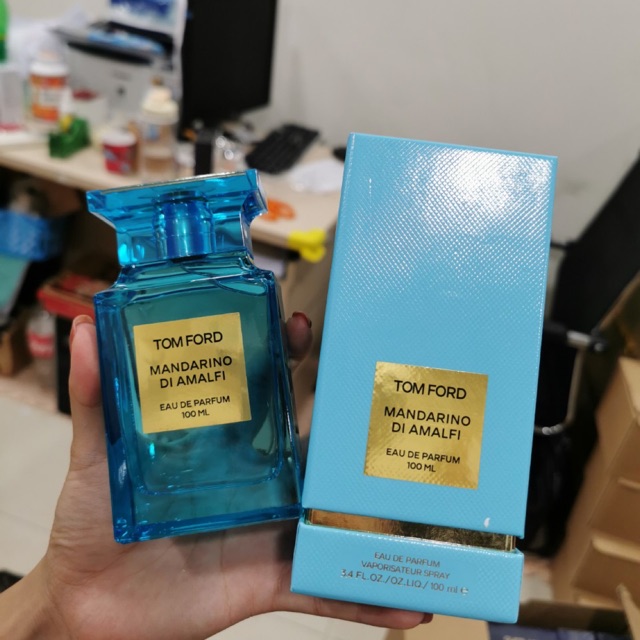 TOM FORD
MANDARINO
DI AMALFI
EAU DE PARFUM
100 ML
TOM FORD
MANDARINO
DI AMALFI
EAU DE PARFUM
100 ML
EAU DE PARFUM
VAPORISATEUR SPRAY
3.4 FL.OZ./OZ.LIQ./100 ml ℮